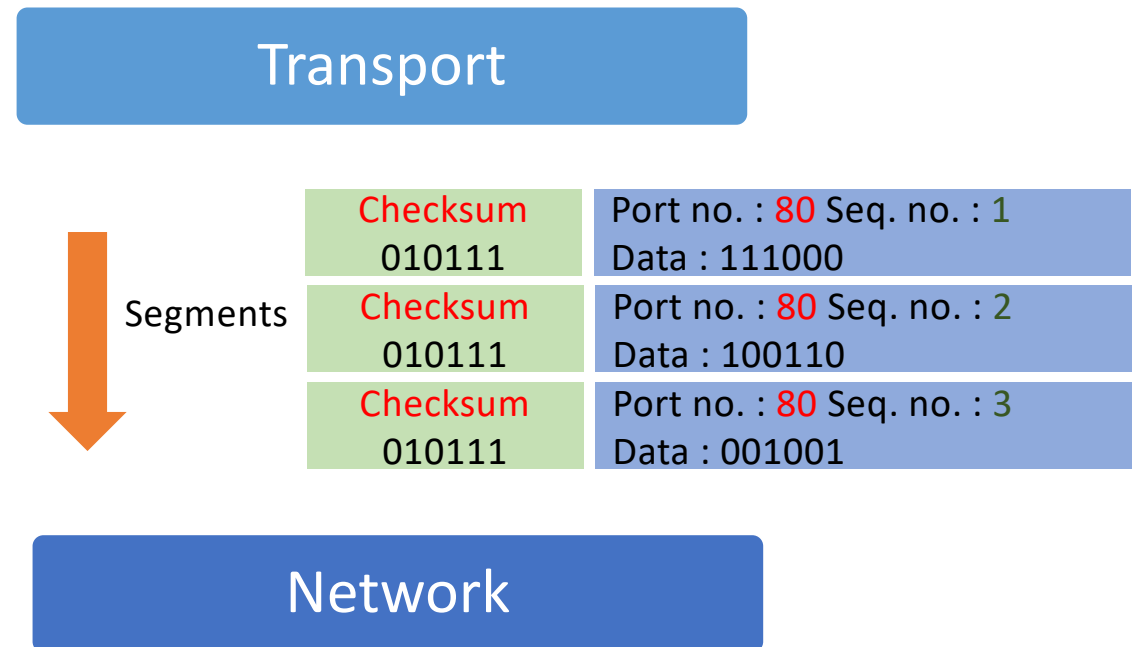 Transport
Checksum
010111
Port no. : 80 Seq. no. : 1
Data : 111000
Segments
Checksum
010111
Port no. : 80 Seq. no. : 2
Data : 100110
Checksum
010111
Port no. : 80 Seq. no. : 3
Data : 001001
Network